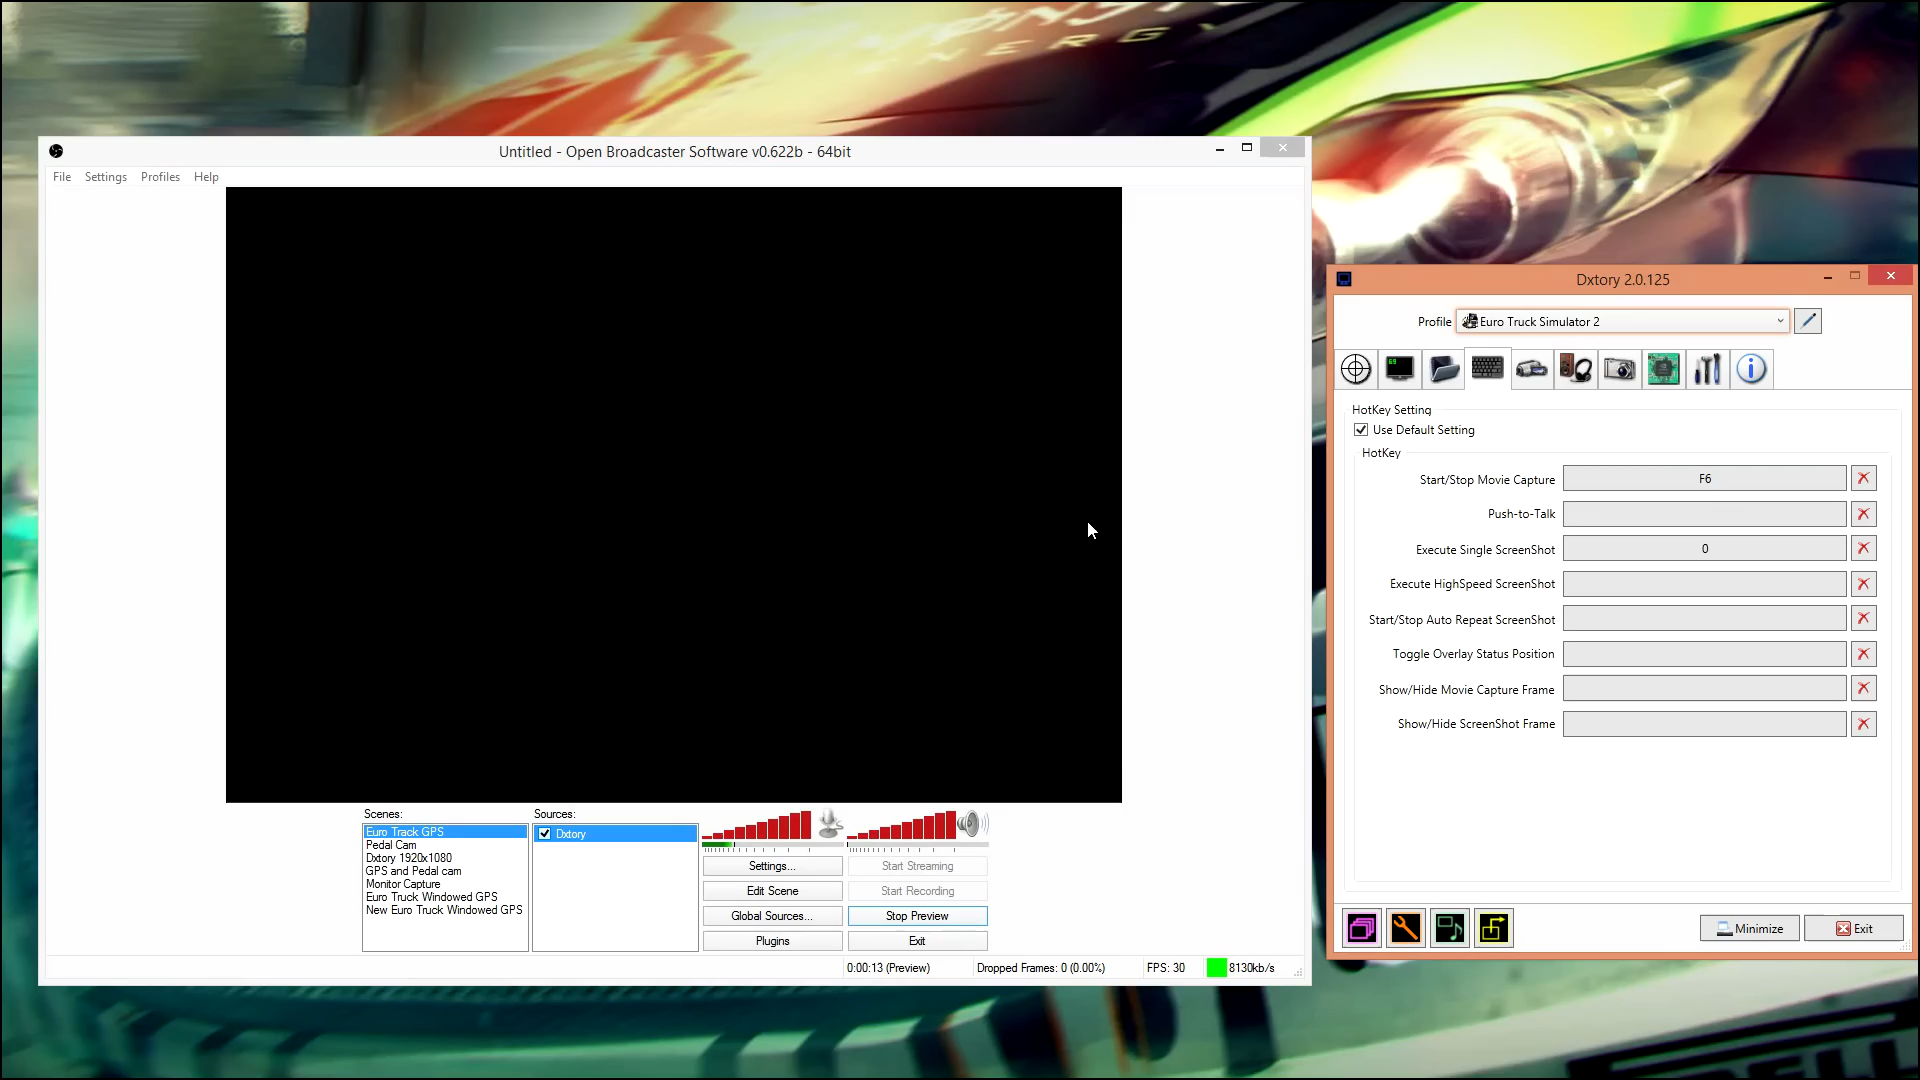 ENERGY
Untitled - Open Broadcaster Software v0.622b - 64bit
File Settings Profiles Help
Scenes:
Euro Track GPS
Pedal Cam
Dxtory 1920x1080
GPS and Pedal cam
Monitor Capture
Euro Truck Windowed GPS
New Euro Truck Windowed GPS
Sources:
Dxtory
Settings...
Start Streaming
Edit Scene
Start Recording
Global Sources...
Stop Preview
Plugins
Exit
0:00:13 (Preview)
Dropped Frames: 0 (0.00%)
FPS: 30
8130kb/s
Dxtory 2.0.125
Profile
Euro Truck Simulator 2
69
HotKey Setting
Use Default Setting
HotKey
Start/Stop Movie Capture F6
Push-to-Talk
Execute Single ScreenShot 0
Execute HighSpeed ScreenShot
Start/Stop Auto Repeat ScreenShot
Toggle Overlay Status Position
Show/Hide Movie Capture Frame
Show/Hide ScreenShot Frame
Minimize
Exit